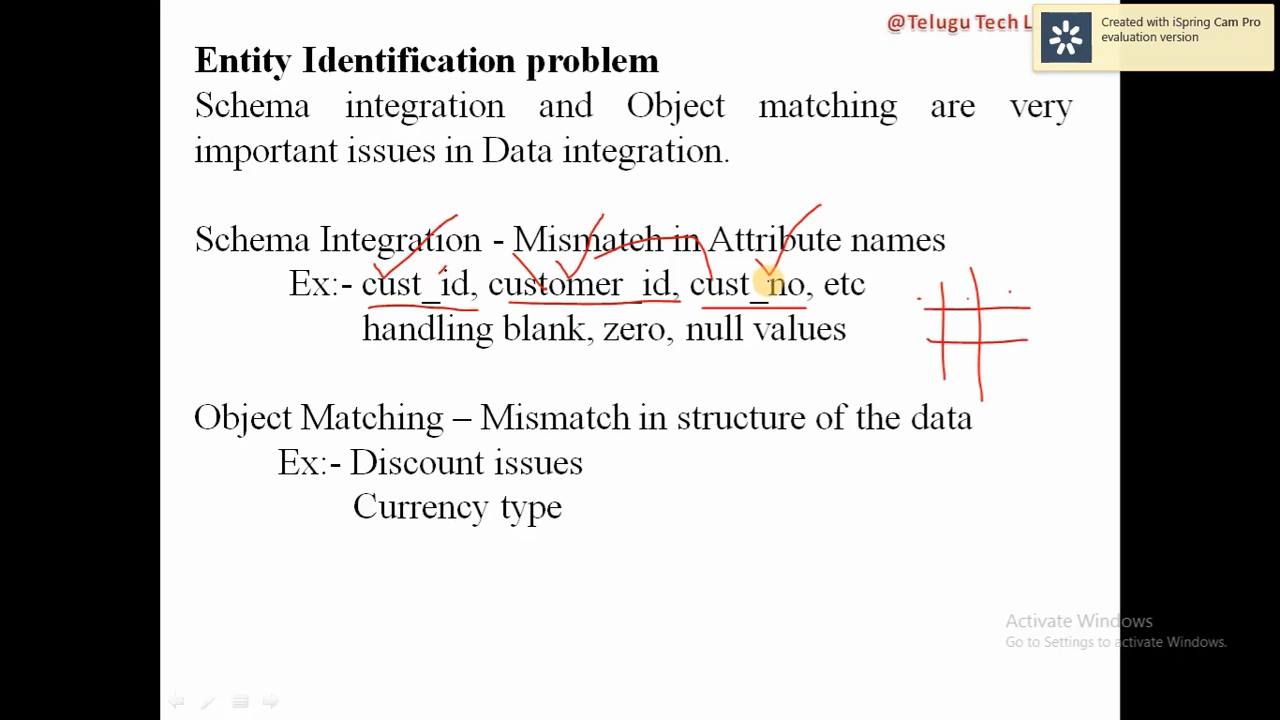 @Telugu Tech L
Created with iSpring Cam Pro
evaluation version
Entity Identification problem
Schema integration and Object matching are very
important issues in Data integration.
Schema Integration - Mismatch in Attribute names
Ex:- cust_id, customer_id, cust_no, etc
handling blank, zero, null values
Object Matching – Mismatch in structure of the data
Ex:- Discount issues
Currency type
Activate Windows
Go to Settings to activate Windows.